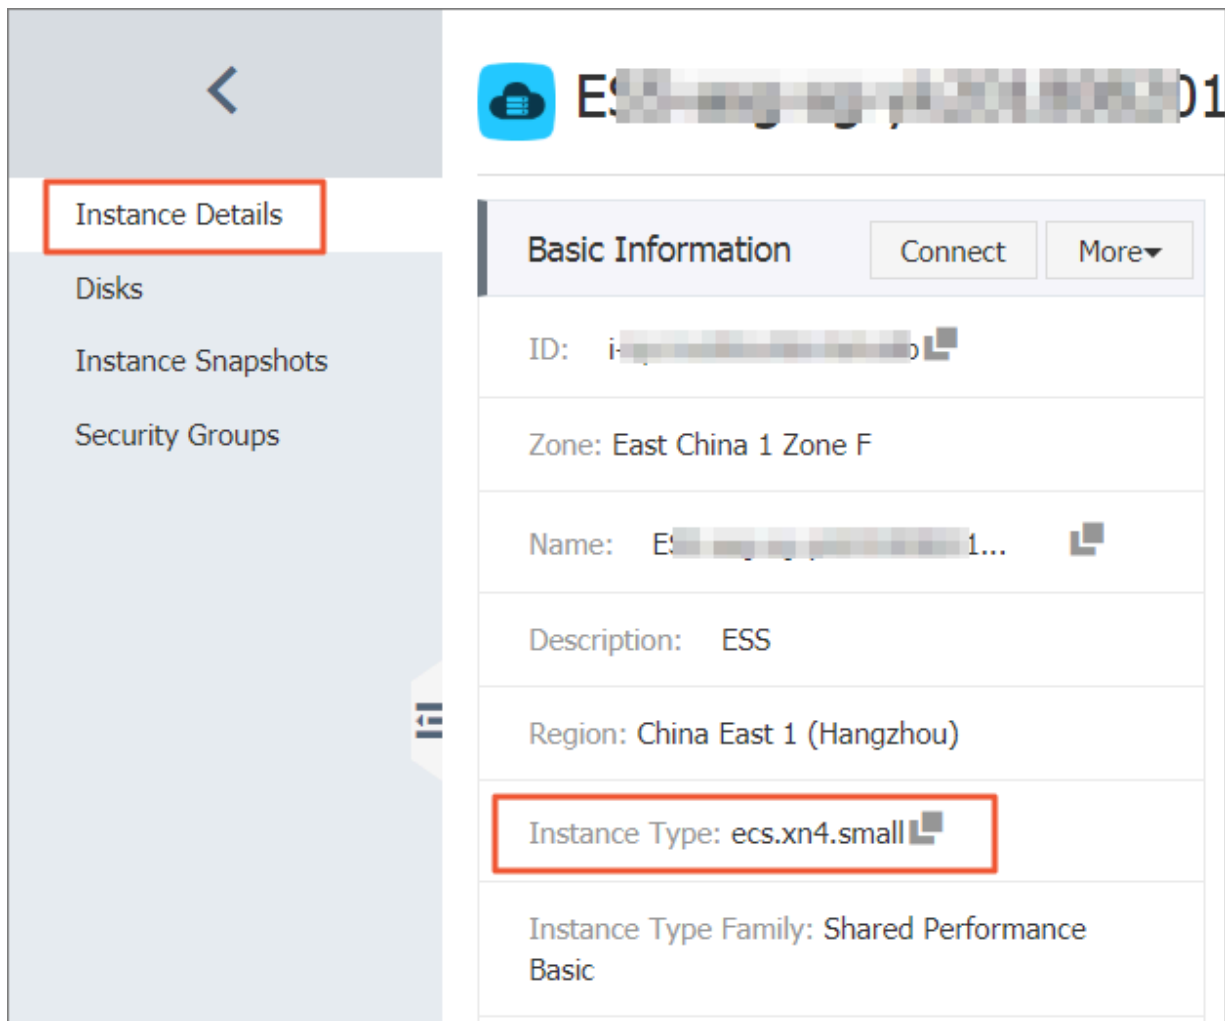 Instance Details
Disks
Instance Snapshots
Security Groups
Basic Information
Connect
More
ID:
Zone: East China 1 Zone F
Name:
Description: ESS
Region: China East 1 (Hangzhou)
Instance Type: ecs.xn4.small
Instance Type Family: Shared Performance
Basic